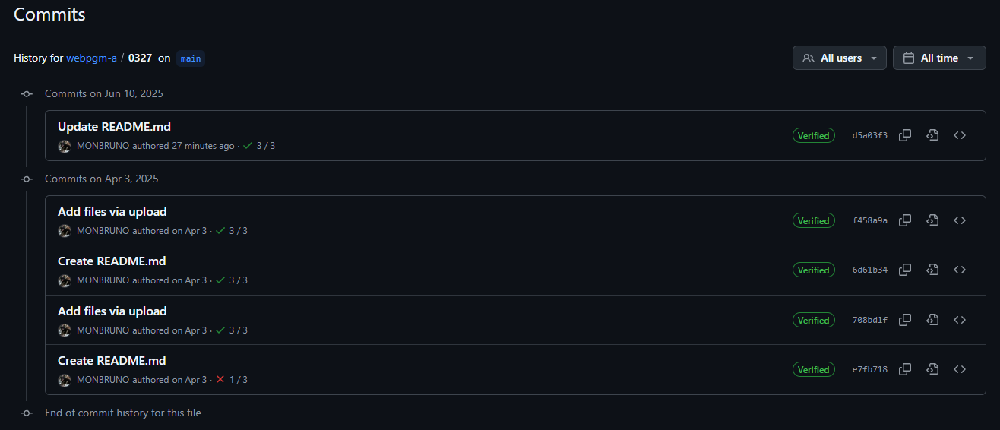 Commits
History for webpgm-a / 0327 on main
All users
All time
Commits on Jun 10, 2025
Update README.md
MONBRUNO authored 27 minutes ago · 3 / 3
Verified
d5a03f3
Commits on Apr 3, 2025
Add files via upload
MONBRUNO authored on Apr 3 · 3 / 3
Verified
f458a9a
Create README.md
MONBRUNO authored on Apr 3 · 3 / 3
Verified
6d61b34
Add files via upload
MONBRUNO authored on Apr 3 · 3 / 3
Verified
708bd1f
Create README.md
MONBRUNO authored on Apr 3 · 1 / 3
Verified
e7fb718
End of commit history for this file